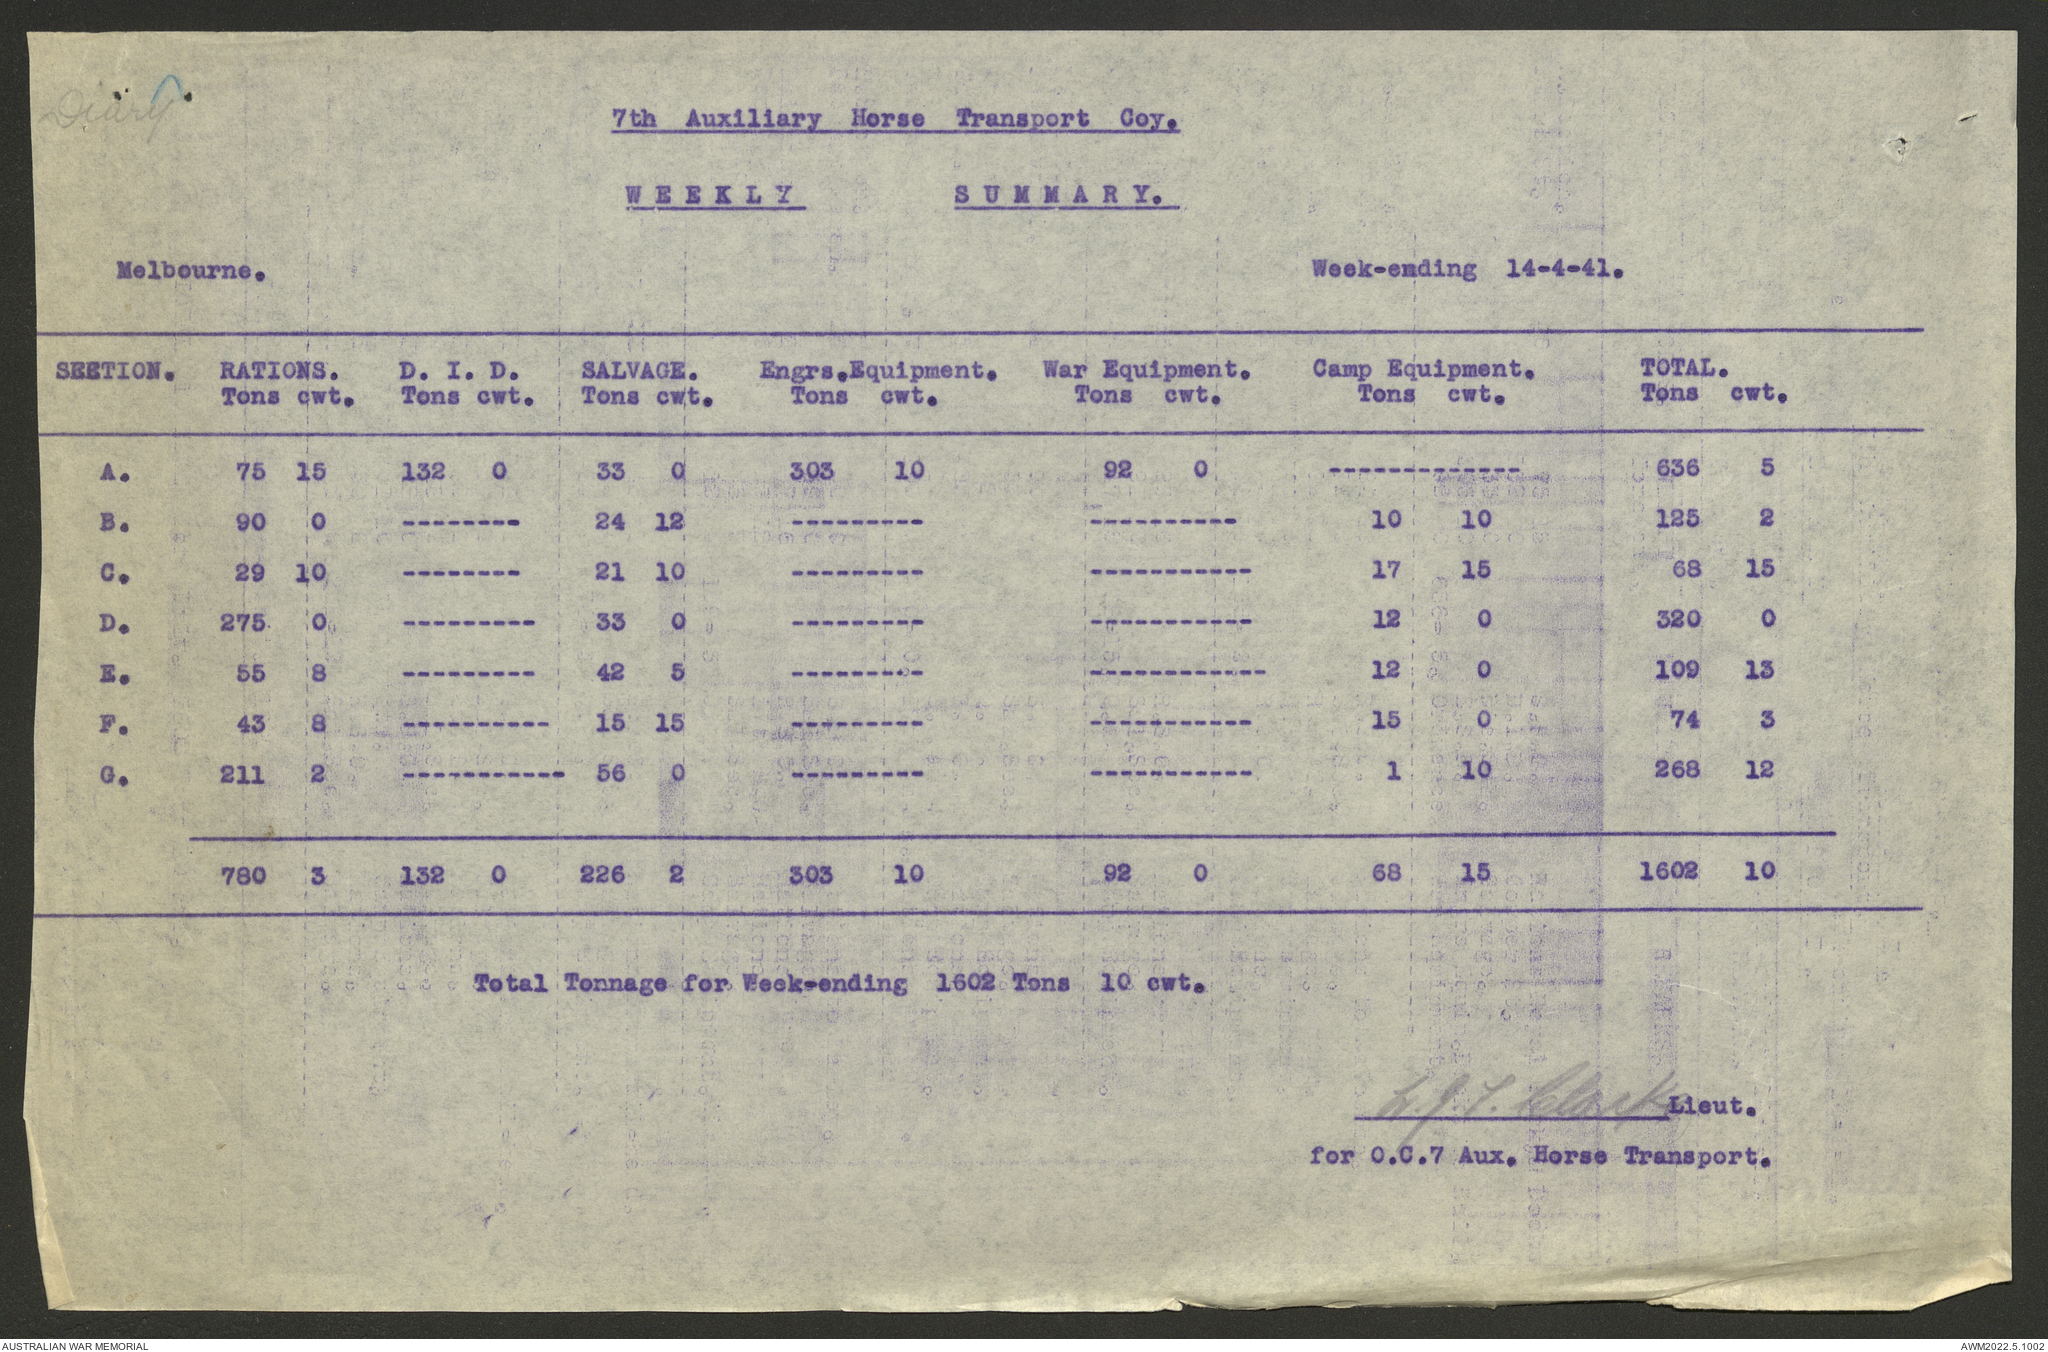 Diary
7th Auxiliary Horse Transport Coy.
WEEKLY SUMMARY.
Melbourne. Week-ending 14-4-41.
SEETION. RATIONS. D. I. D. SALVAGE. Engrs.Equipment. War Equipment. Camp Equipment. TOTAL.
Tons cwt. Tons cwt. Tons cwt. Tons cwt. Tons cwt. Tons cwt. Tons cwt.
A. 75 15 132 0 33 0 303 10 92 0 ------------- 636 5
B. 90 0 -------- 24 12 --------- ---------- 10 10 125 2
C. 29 10 -------- 21 10 --------- ----------- 17 15 68 15
D. 275 0 --------- 33 0 --------- ----------- 12 0 320 0
E. 55 8 --------- 42 5 --------- ------------ 12 0 109 13
F. 43 8 ---------- 15 15 --------- ----------- 15 0 74 3
G. 211 2 ----------- 56 0 --------- ----------- 1 10 268 12
780 3 132 0 226 2 303 10 92 0 68 15 1602 10
Total Tonnage for Week-ending 1602 Tons 10 cwt.
L.J.T. Clark Lieut.
for O.C.7 Aux. Horse Transport.
AUSTRALIAN WAR MEMORIAL AWM2022.5.1002